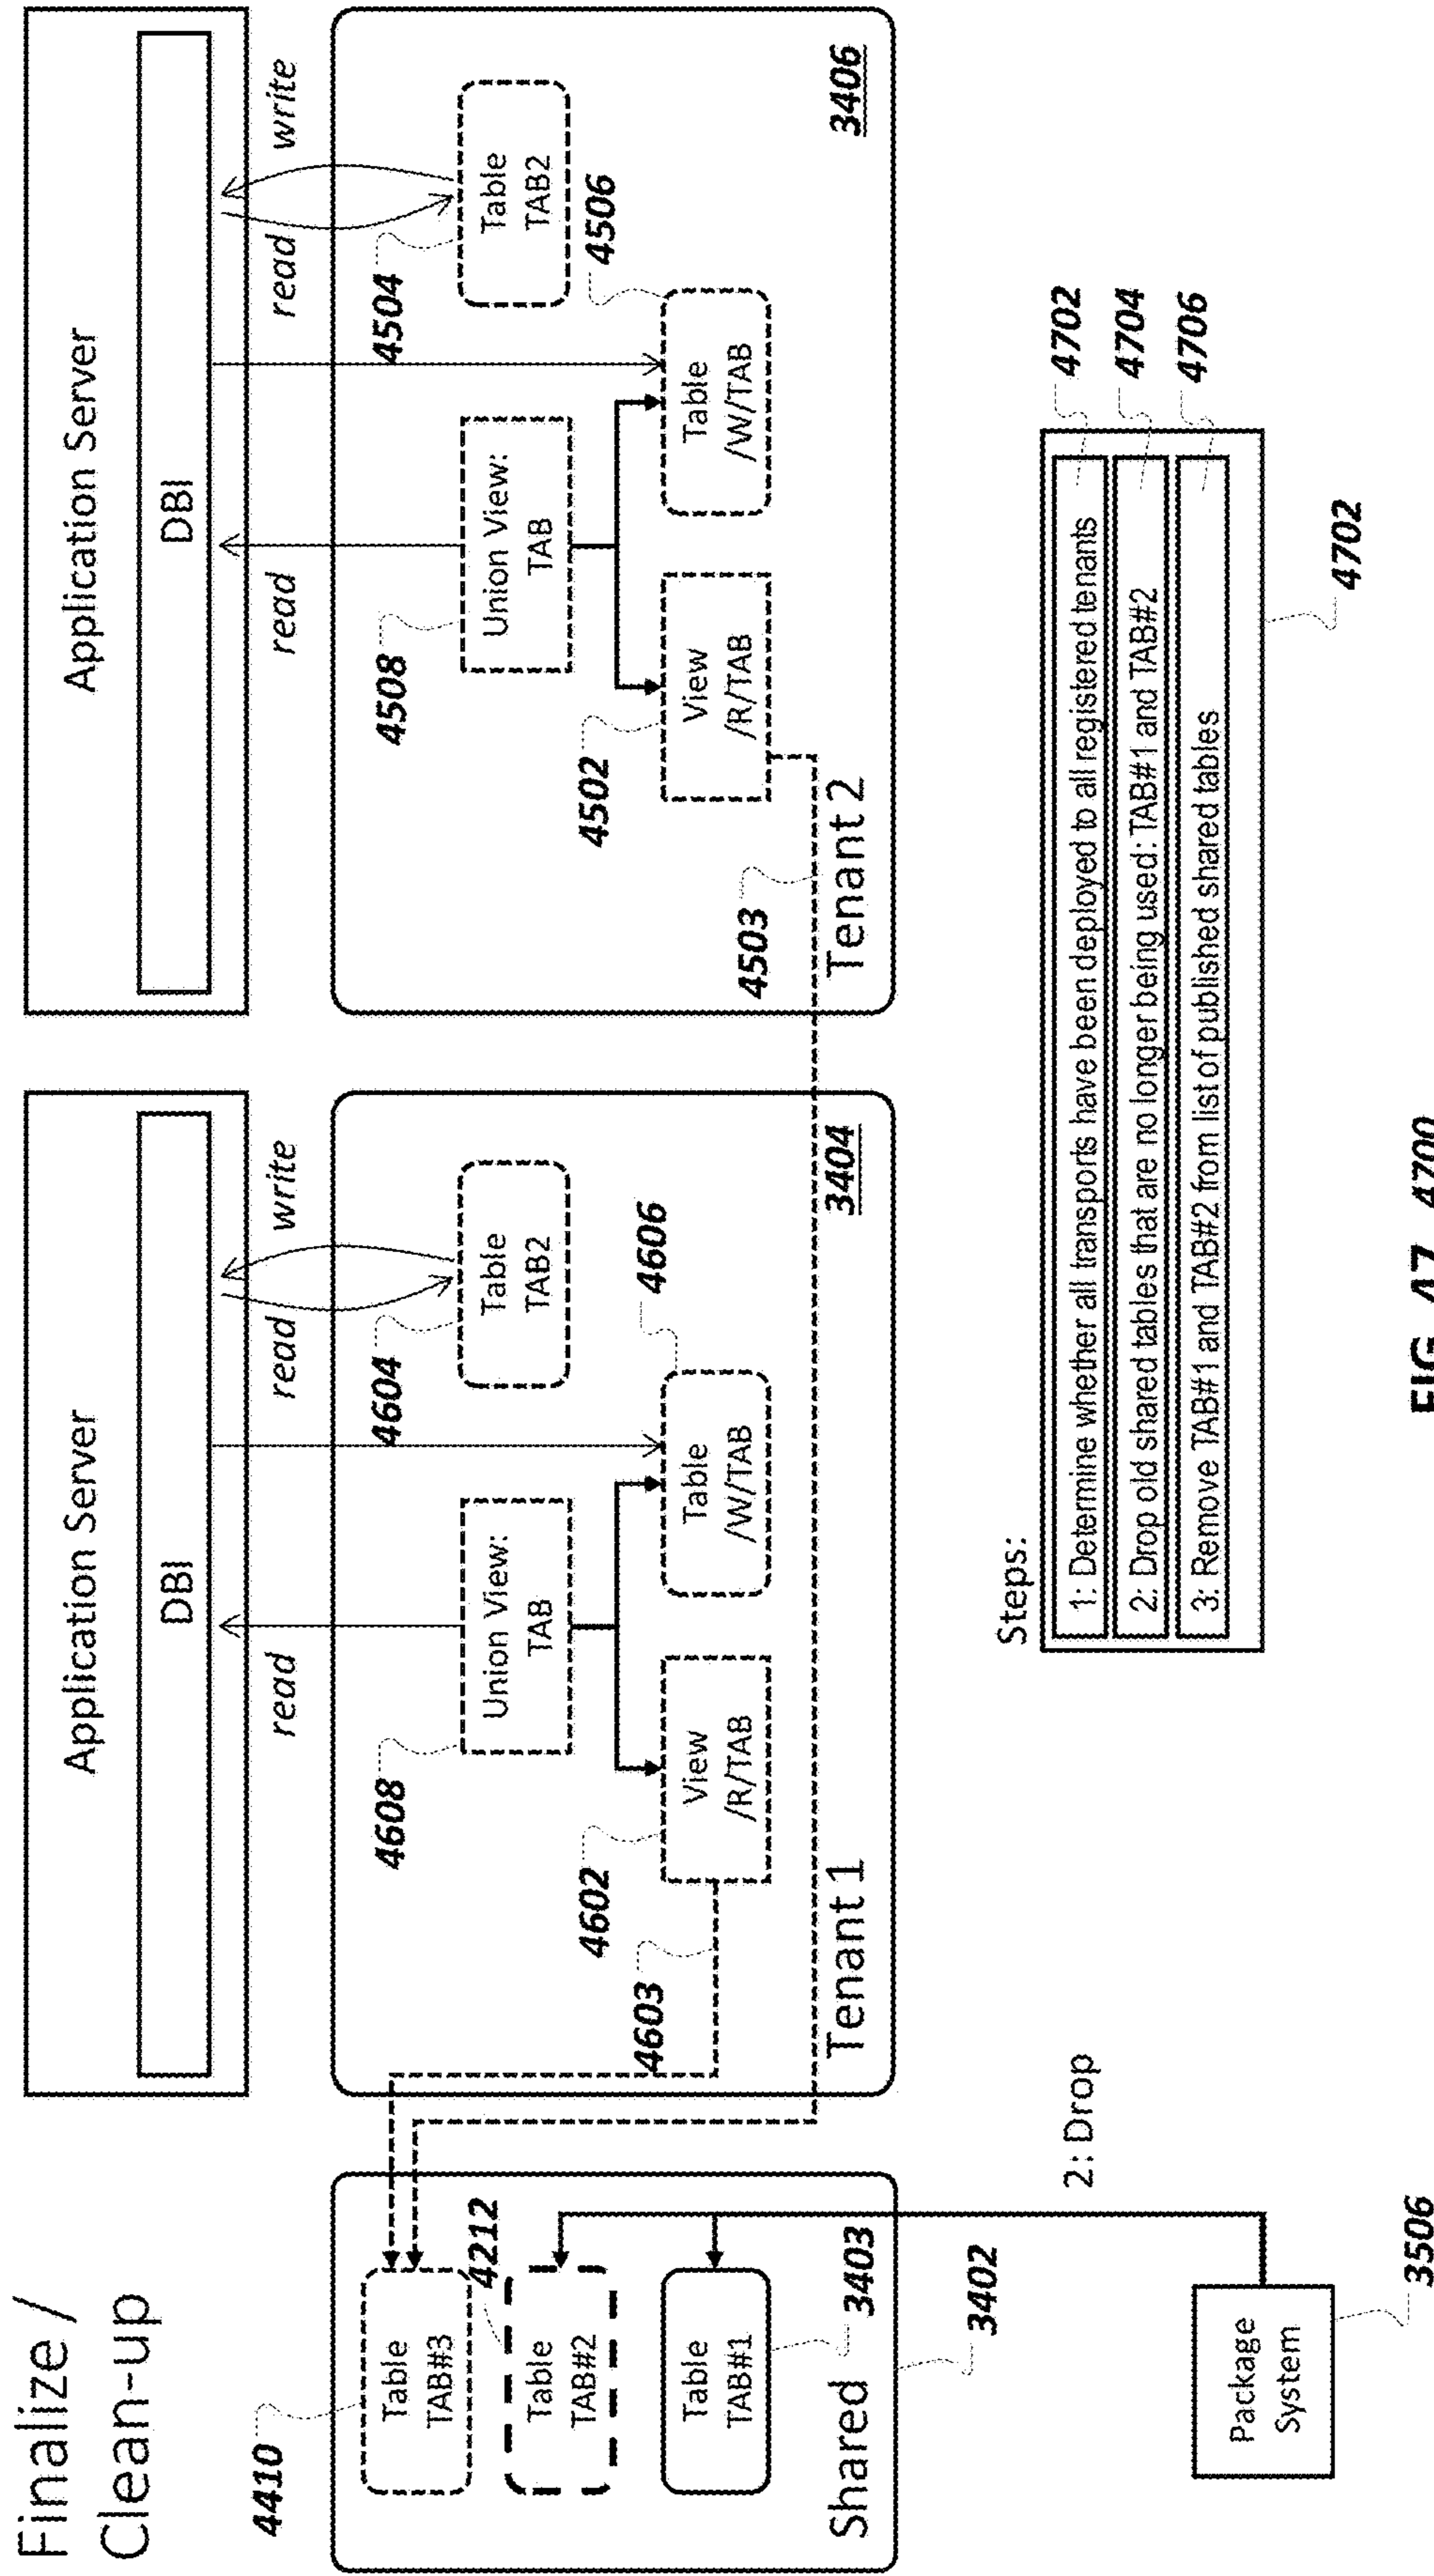 Finalize /
Clean-up
Application Server
DBI
read
read
write
Application Server
DBI
read
read
write
4410
Table
TAB#3
4212
Table
TAB#2
Table
TAB#1
3403
Shared
3402
4608
Union View:
TAB
4604
Table
TAB2
4602
View
/R/TAB
4603
Table
/W/TAB
4606
Tenant 1
3404
4508
Union View:
TAB
4504
Table
TAB2
4502
View
/R/TAB
4503
Table
/W/TAB
4506
Tenant 2
3406
2: Drop
Package
System
3506
Steps:
1: Determine whether all transports have been deployed to all registered tenants
4702
2: Drop old shared tables that are no longer being used: TAB#1 and TAB#2
4704
3: Remove TAB#1 and TAB#2 from list of published shared tables
4706
4702